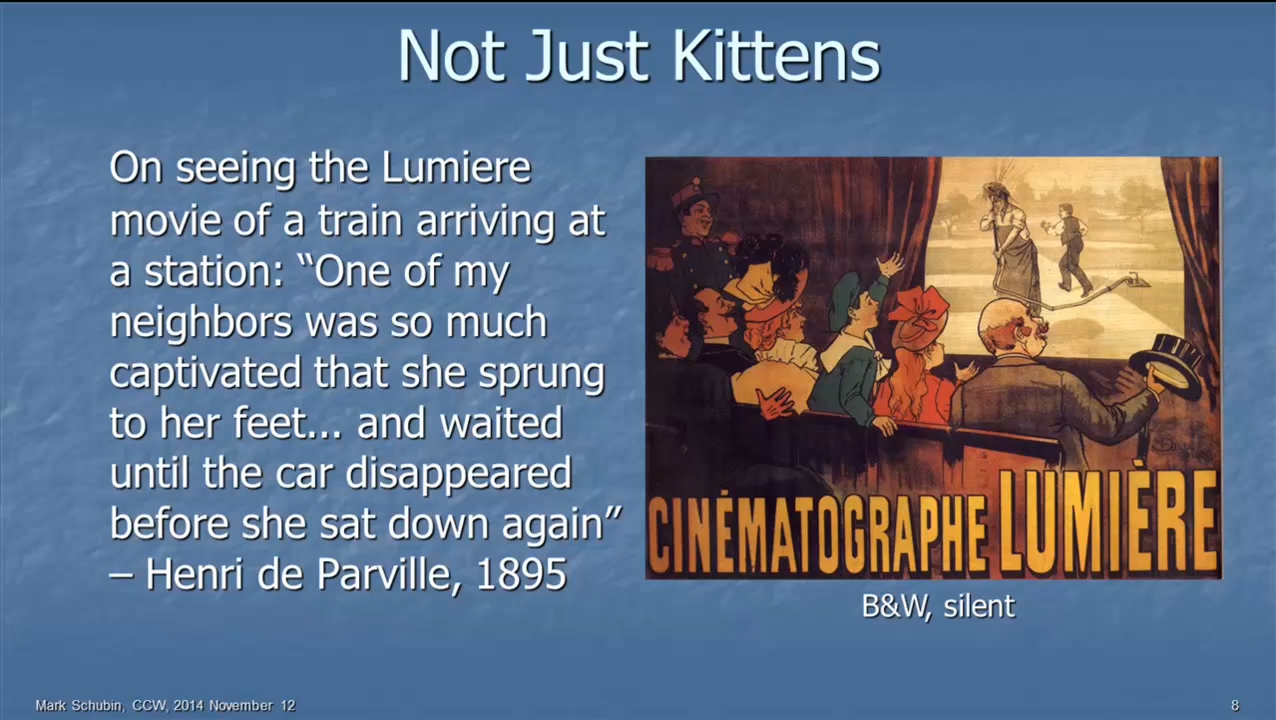 Not Just Kittens
On seeing the Lumiere
movie of a train arriving at
a station: “One of my
neighbors was so much
captivated that she sprung
to her feet... and waited
until the car disappeared
before she sat down again”
– Henri de Parville, 1895
CINÉMATOGRAPHE LUMIÈRE
B&W, silent
Mark Schubin, CCW, 2014 November 12
8